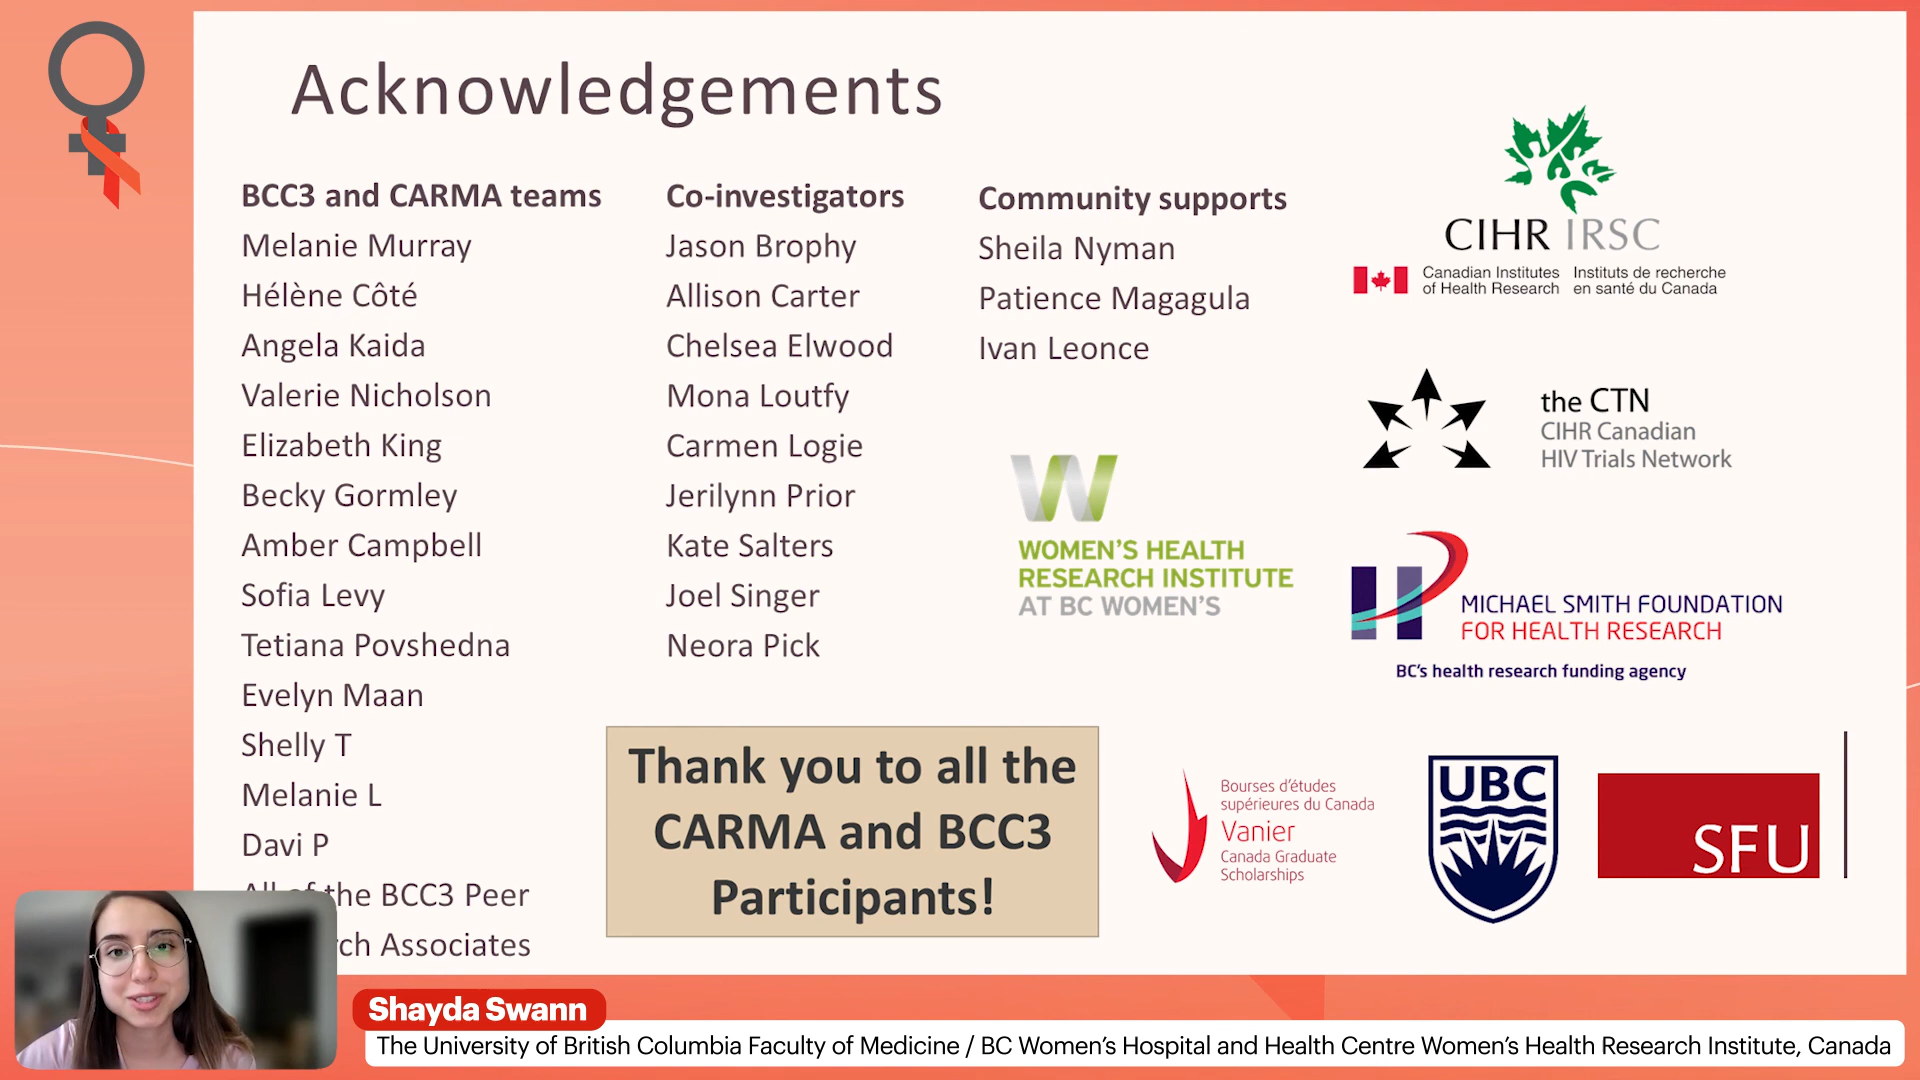 Acknowledgements
BCC3 and CARMA teams
Melanie Murray
Hélène Côté
Angela Kaida
Valerie Nicholson
Elizabeth King
Becky Gormley
Amber Campbell
Sofia Levy
Tetiana Povshedna
Evelyn Maan
Shelly T
Melanie L
Davi P
All of the BCC3 Peer
Associates
Co-investigators
Jason Brophy
Allison Carter
Chelsea Elwood
Mona Loutfy
Carmen Logie
Jerilynn Prior
Kate Salters
Joel Singer
Neora Pick
Community supports
Sheila Nyman
Patience Magagula
Ivan Leonce
WOMEN'S HEALTH
RESEARCH INSTITUTE
AT BC WOMEN'S
Thank you to all the
CARMA and BCC3
Participants!
CIHR IRSC
Canadian Institutes
of Health Research
Instituts de recherche
en santé du Canada
the CTN
CIHR Canadian
HIV Trials Network
MICHAEL SMITH FOUNDATION
FOR HEALTH RESEARCH
BC's health research funding agency
Bourses d'études
supérieures du Canada
Vanier
Canada Graduate
Scholarships
UBC
SFU
Shayda Swann
The University of British Columbia Faculty of Medicine / BC Women's Hospital and Health Centre Women's Health Research Institute, Canada